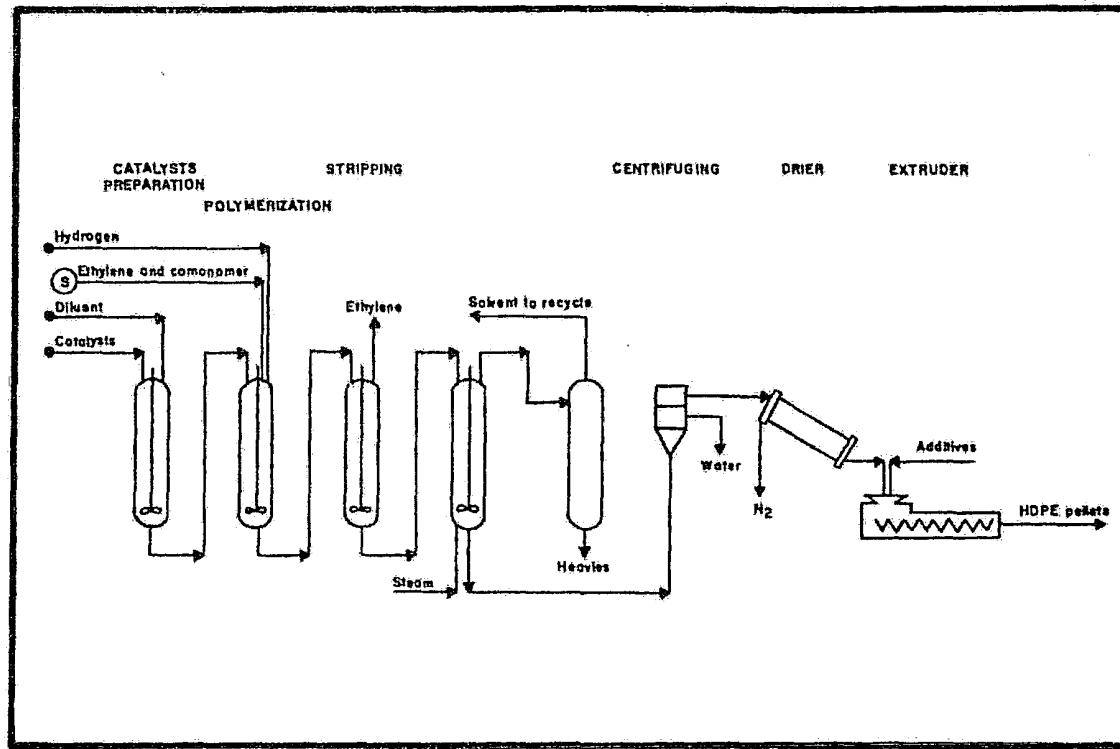 CATALYSTS
PREPARATION
POLYMERIZATION
STRIPPING
CENTRIFUGING
DRIER
EXTRUDER
Hydrogen
S
Ethylene and comonomer
Diluant
Catalysts
Ethylene
Solvent to recycle
Steam
Heavies
Water
N2
Additives
HDPE pellets